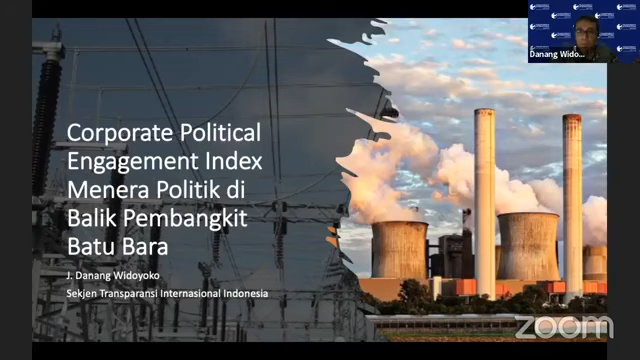 Danang Wido...
Corporate Political
Engagement Index
Menera Politik di
Balik Pembangkit
Batu Bara
J. Danang Widoyoko
Sekjen Transparansi Internasional Indonesia
zoom